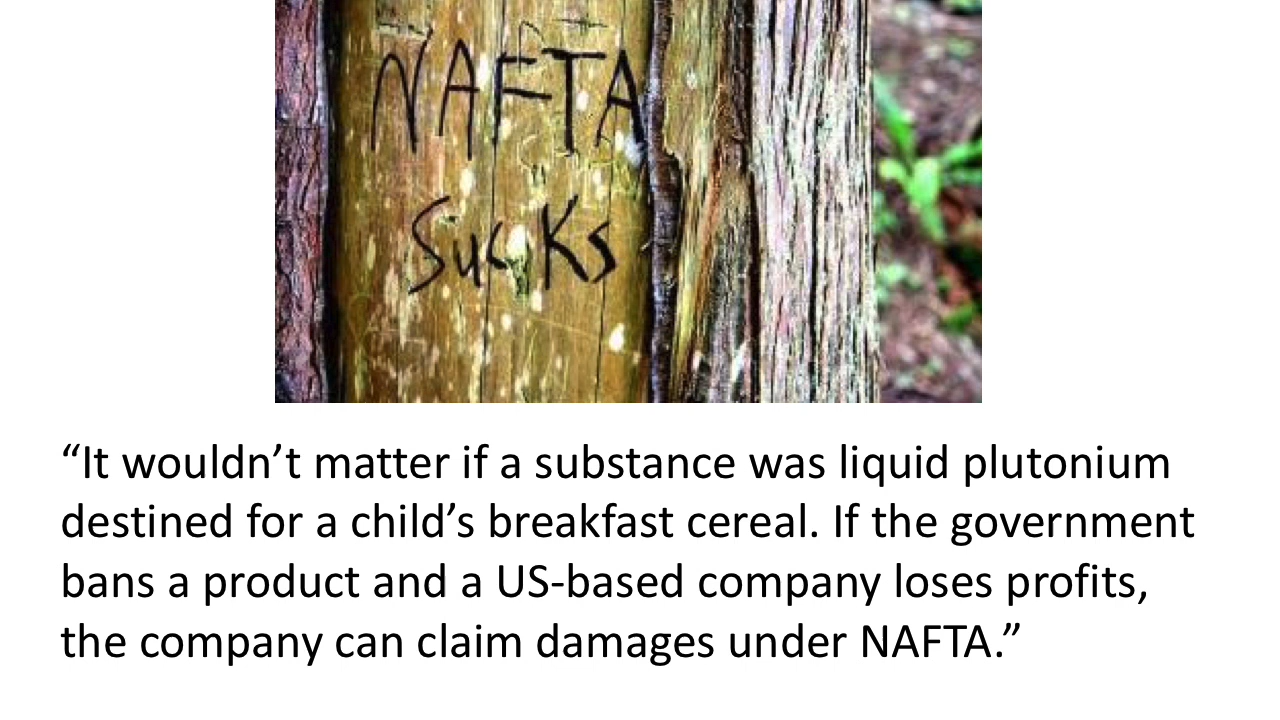 NAFTA
Sucks
“It wouldn’t matter if a substance was liquid plutonium
destined for a child’s breakfast cereal. If the government
bans a product and a US-based company loses profits,
the company can claim damages under NAFTA.”